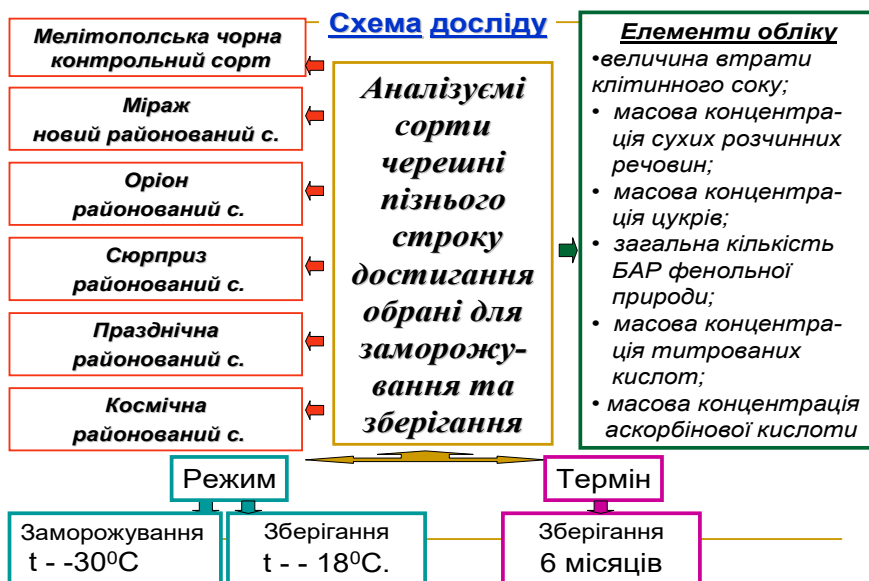 Схема досліду
Мелітополська чорна
контрольний сорт
Міраж
новий районований с.
Оріон
районований с.
Сюрприз
районований с.
Празднічна
районований с.
Космічна
районований с.
Аналізуємі
сорти
черешні
пізнього
строку
достигання
обрані для
заморожу-
вання та
зберігання
Елементи обліку
•величина втрати
клітинного соку;
• масова концентра-
ція сухих розчинних
речовин;
• масова концентра-
ція цукрів;
• загальна кількість
БАР фенольної
природи;
• масова концентра-
ція титрованих
кислот;
• масова концентрація
аскорбінової кислоти
Режим
Термін
Заморожування
t - -30⁰C
Зберігання
t - - 18⁰C.
Зберігання
6 місяців